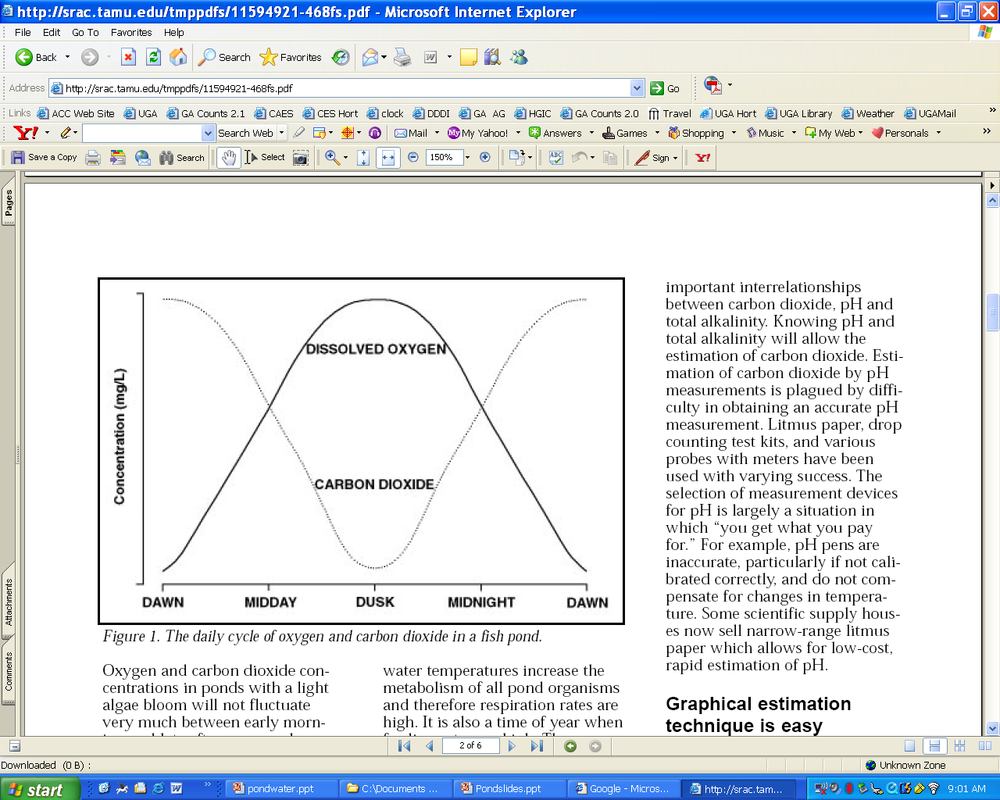 http://srac.tamu.edu/tmppdfs/11594921-468fs.pdf - Microsoft Internet Explorer
File Edit Go To Favorites Help
Back Search Favorites
Address http://srac.tamu.edu/tmppdfs/11594921-468fs.pdf Go
Links ACC Web Site UGA GA Counts 2.1 CAES CES Hort clock DDDI GA AG HGIC GA Counts 2.0 Travel UGA Hort UGA Library Weather UGAMail
Y! Search Web Mail My Yahoo! Answers Games Shopping Music My Web Personals
Save a Copy Search Select 150% Sign Y!
Pages
Attachments
Comments
Concentration (mg/L)
DISSOLVED OXYGEN
CARBON DIOXIDE
DAWN MIDDAY DUSK MIDNIGHT DAWN
Figure 1. The daily cycle of oxygen and carbon dioxide in a fish pond.
Oxygen and carbon dioxide con-
centrations in ponds with a light
algae bloom will not fluctuate
very much between early morn-
water temperatures increase the
metabolism of all pond organisms
and therefore respiration rates are
high. It is also a time of year when
important interrelationships
between carbon dioxide, pH and
total alkalinity. Knowing pH and
total alkalinity will allow the
estimation of carbon dioxide. Esti-
mation of carbon dioxide by pH
measurements is plagued by diffi-
culty in obtaining an accurate pH
measurement. Litmus paper, drop
counting test kits, and various
probes with meters have been
used with varying success. The
selection of measurement devices
for pH is largely a situation in
which “you get what you pay
for.” For example, pH pens are
inaccurate, particularly if not cali-
brated correctly, and do not com-
pensate for changes in tempera-
ture. Some scientific supply hous-
es now sell narrow-range litmus
paper which allows for low-cost,
rapid estimation of pH.
Graphical estimation
technique is easy
2 of 6
Downloaded (0 B) : Unknown Zone
start pondwater.ppt C:\Documents ... Pondslides.ppt Google - Micros... http://srac.tam... 9:01 AM